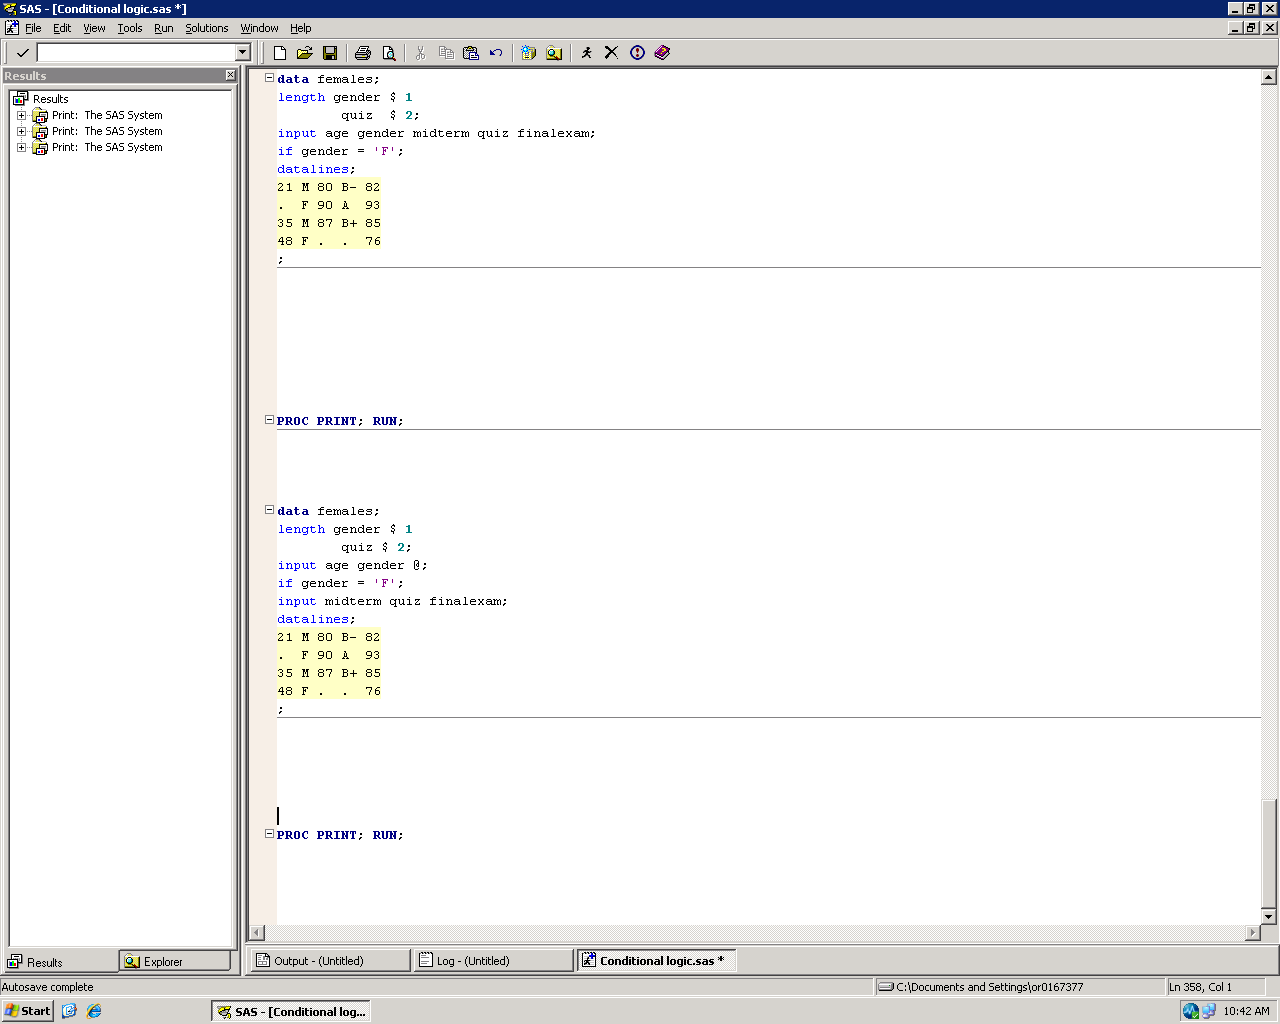 SAS - [Conditional logic.sas *]
File Edit View Tools Run Solutions Window Help
Results
Results
Print: The SAS System
Print: The SAS System
Print: The SAS System
data females;
length gender $ 1
quiz $ 2;
input age gender midterm quiz finalexam;
if gender = 'F';
datalines;
21 M 80 B- 82
. F 90 A 93
35 M 87 B+ 85
48 F . . 76
;
PROC PRINT; RUN;
data females;
length gender $ 1
quiz $ 2;
input age gender @;
if gender = 'F';
input midterm quiz finalexam;
datalines;
21 M 80 B- 82
. F 90 A 93
35 M 87 B+ 85
48 F . . 76
;
PROC PRINT; RUN;
Results Explorer
Output - (Untitled) Log - (Untitled) Conditional logic.sas *
Autosave complete C:\Documents and Settings\or0167377 Ln 358, Col 1
Start SAS - [Conditional log... 10:42 AM